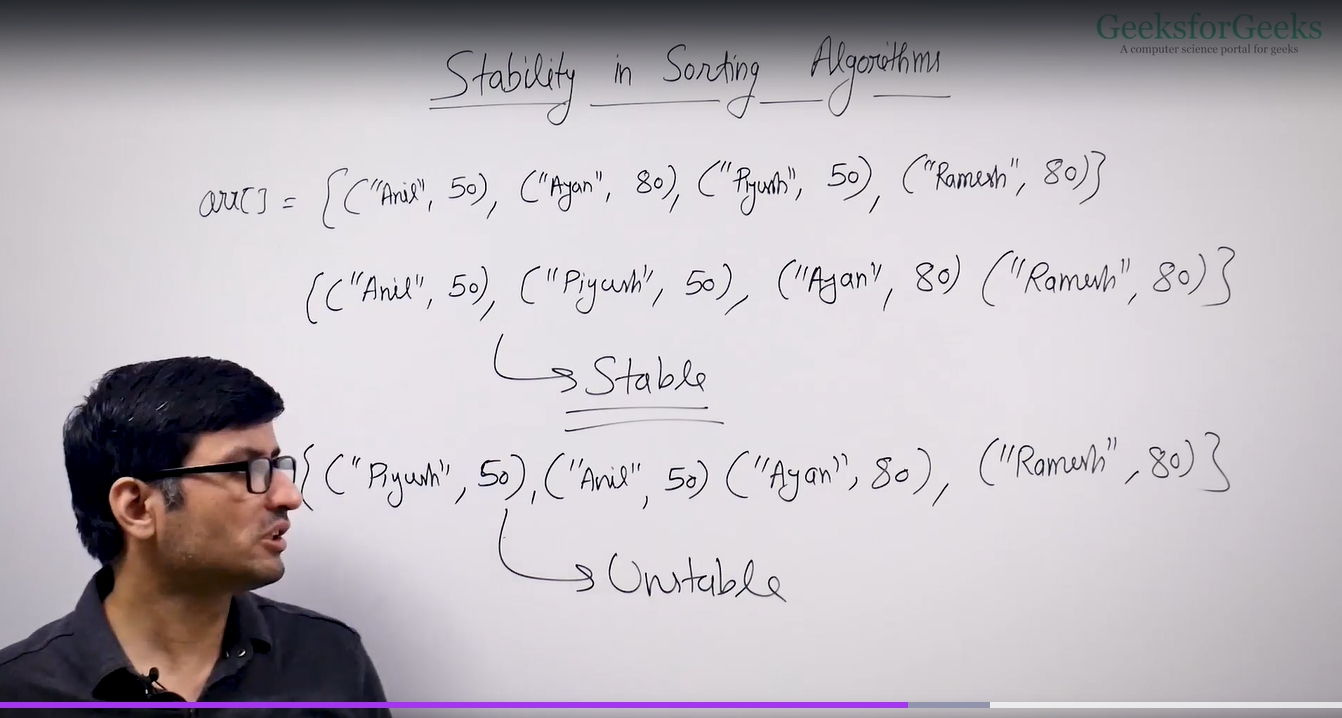 GeeksforGeeks
A computer science portal for geeks
Stability in Sorting Algorithms
arr[] = {("Anil", 50), ("Ayan", 80), ("Piyush", 50), ("Ramesh", 80)}
{("Anil", 50), ("Piyush", 50), ("Ayan", 80) ("Ramesh", 80)}
Stable
{("Piyush", 50), ("Anil", 50) ("Ayan", 80), ("Ramesh", 80)}
Unstable